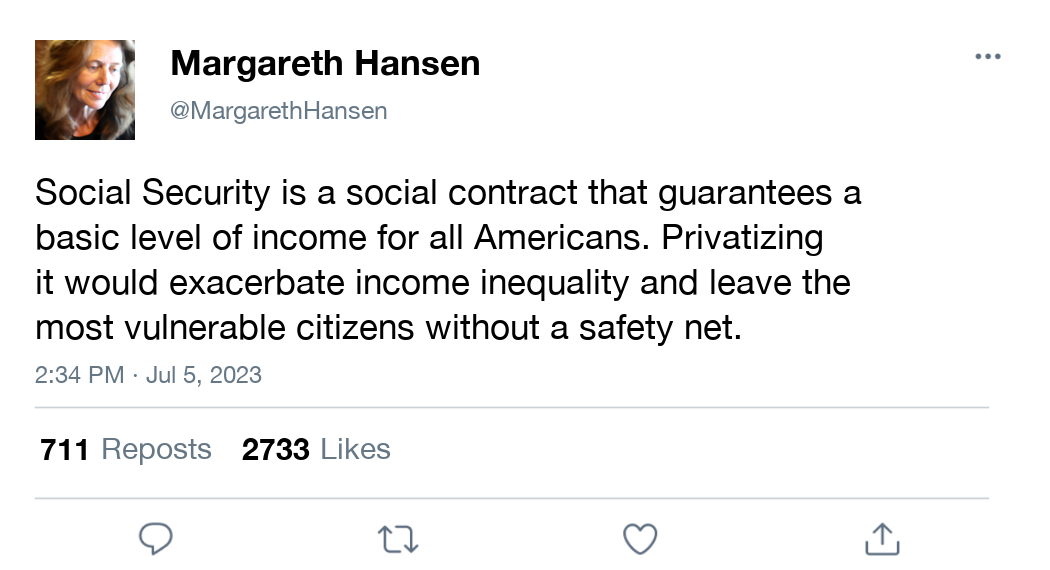 Margareth Hansen
@MargarethHansen
Social Security is a social contract that guarantees a
basic level of income for all Americans. Privatizing
it would exacerbate income inequality and leave the
most vulnerable citizens without a safety net.
2:34 PM · Jul 5, 2023
711 Reposts 2733 Likes